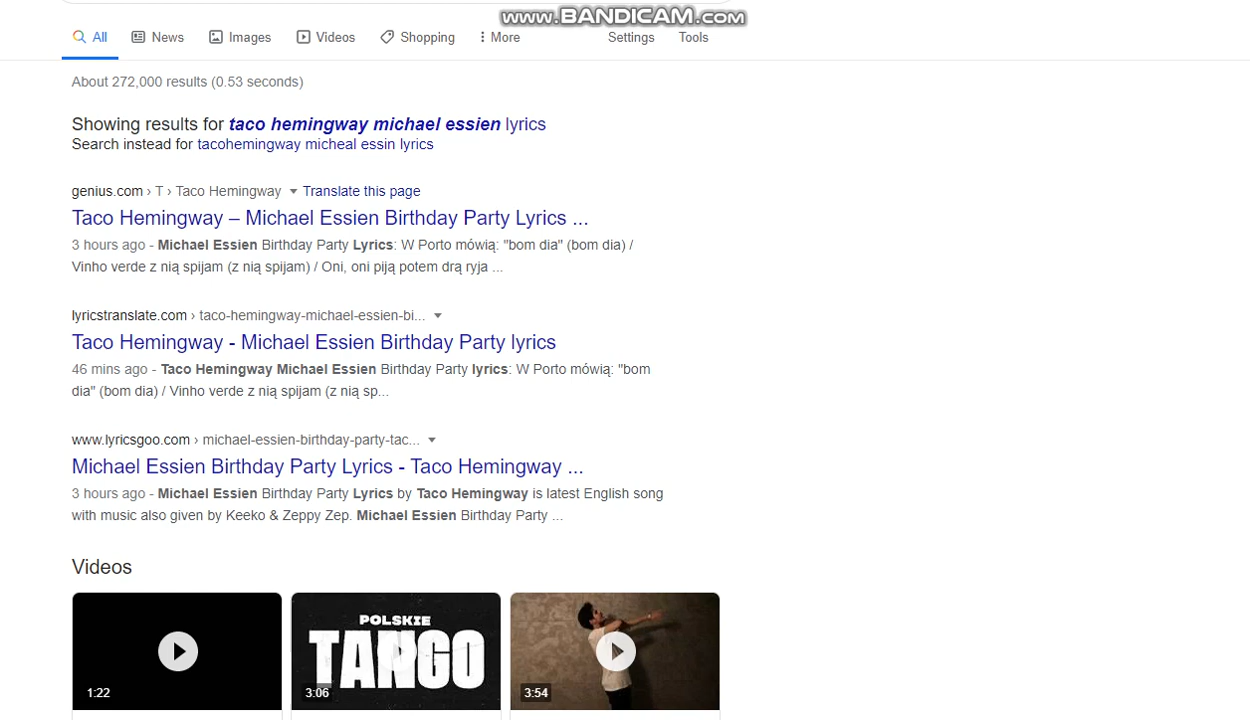 www.BANDICAM.com
All News Images Videos Shopping More Settings Tools
About 272,000 results (0.53 seconds)
Showing results for taco hemingway michael essien lyrics
Search instead for tacohemingway micheal essin lyrics
genius.com › T › Taco Hemingway Translate this page
Taco Hemingway – Michael Essien Birthday Party Lyrics ...
3 hours ago - Michael Essien Birthday Party Lyrics: W Porto mówią: "bom dia" (bom dia) /
Vinho verde z nią spijam (z nią spijam) / Oni, oni piją potem drą ryja ...
lyricstranslate.com › taco-hemingway-michael-essien-bi...
Taco Hemingway - Michael Essien Birthday Party lyrics
46 mins ago - Taco Hemingway Michael Essien Birthday Party lyrics: W Porto mówią: "bom
dia" (bom dia) / Vinho verde z nią spijam (z nią sp...
www.lyricsgoo.com › michael-essien-birthday-party-tac...
Michael Essien Birthday Party Lyrics - Taco Hemingway ...
3 hours ago - Michael Essien Birthday Party Lyrics by Taco Hemingway is latest English song
with music also given by Keeko & Zeppy Zep. Michael Essien Birthday Party ...
Videos
POLSKIE
TANGO
1:22 3:06 3:54